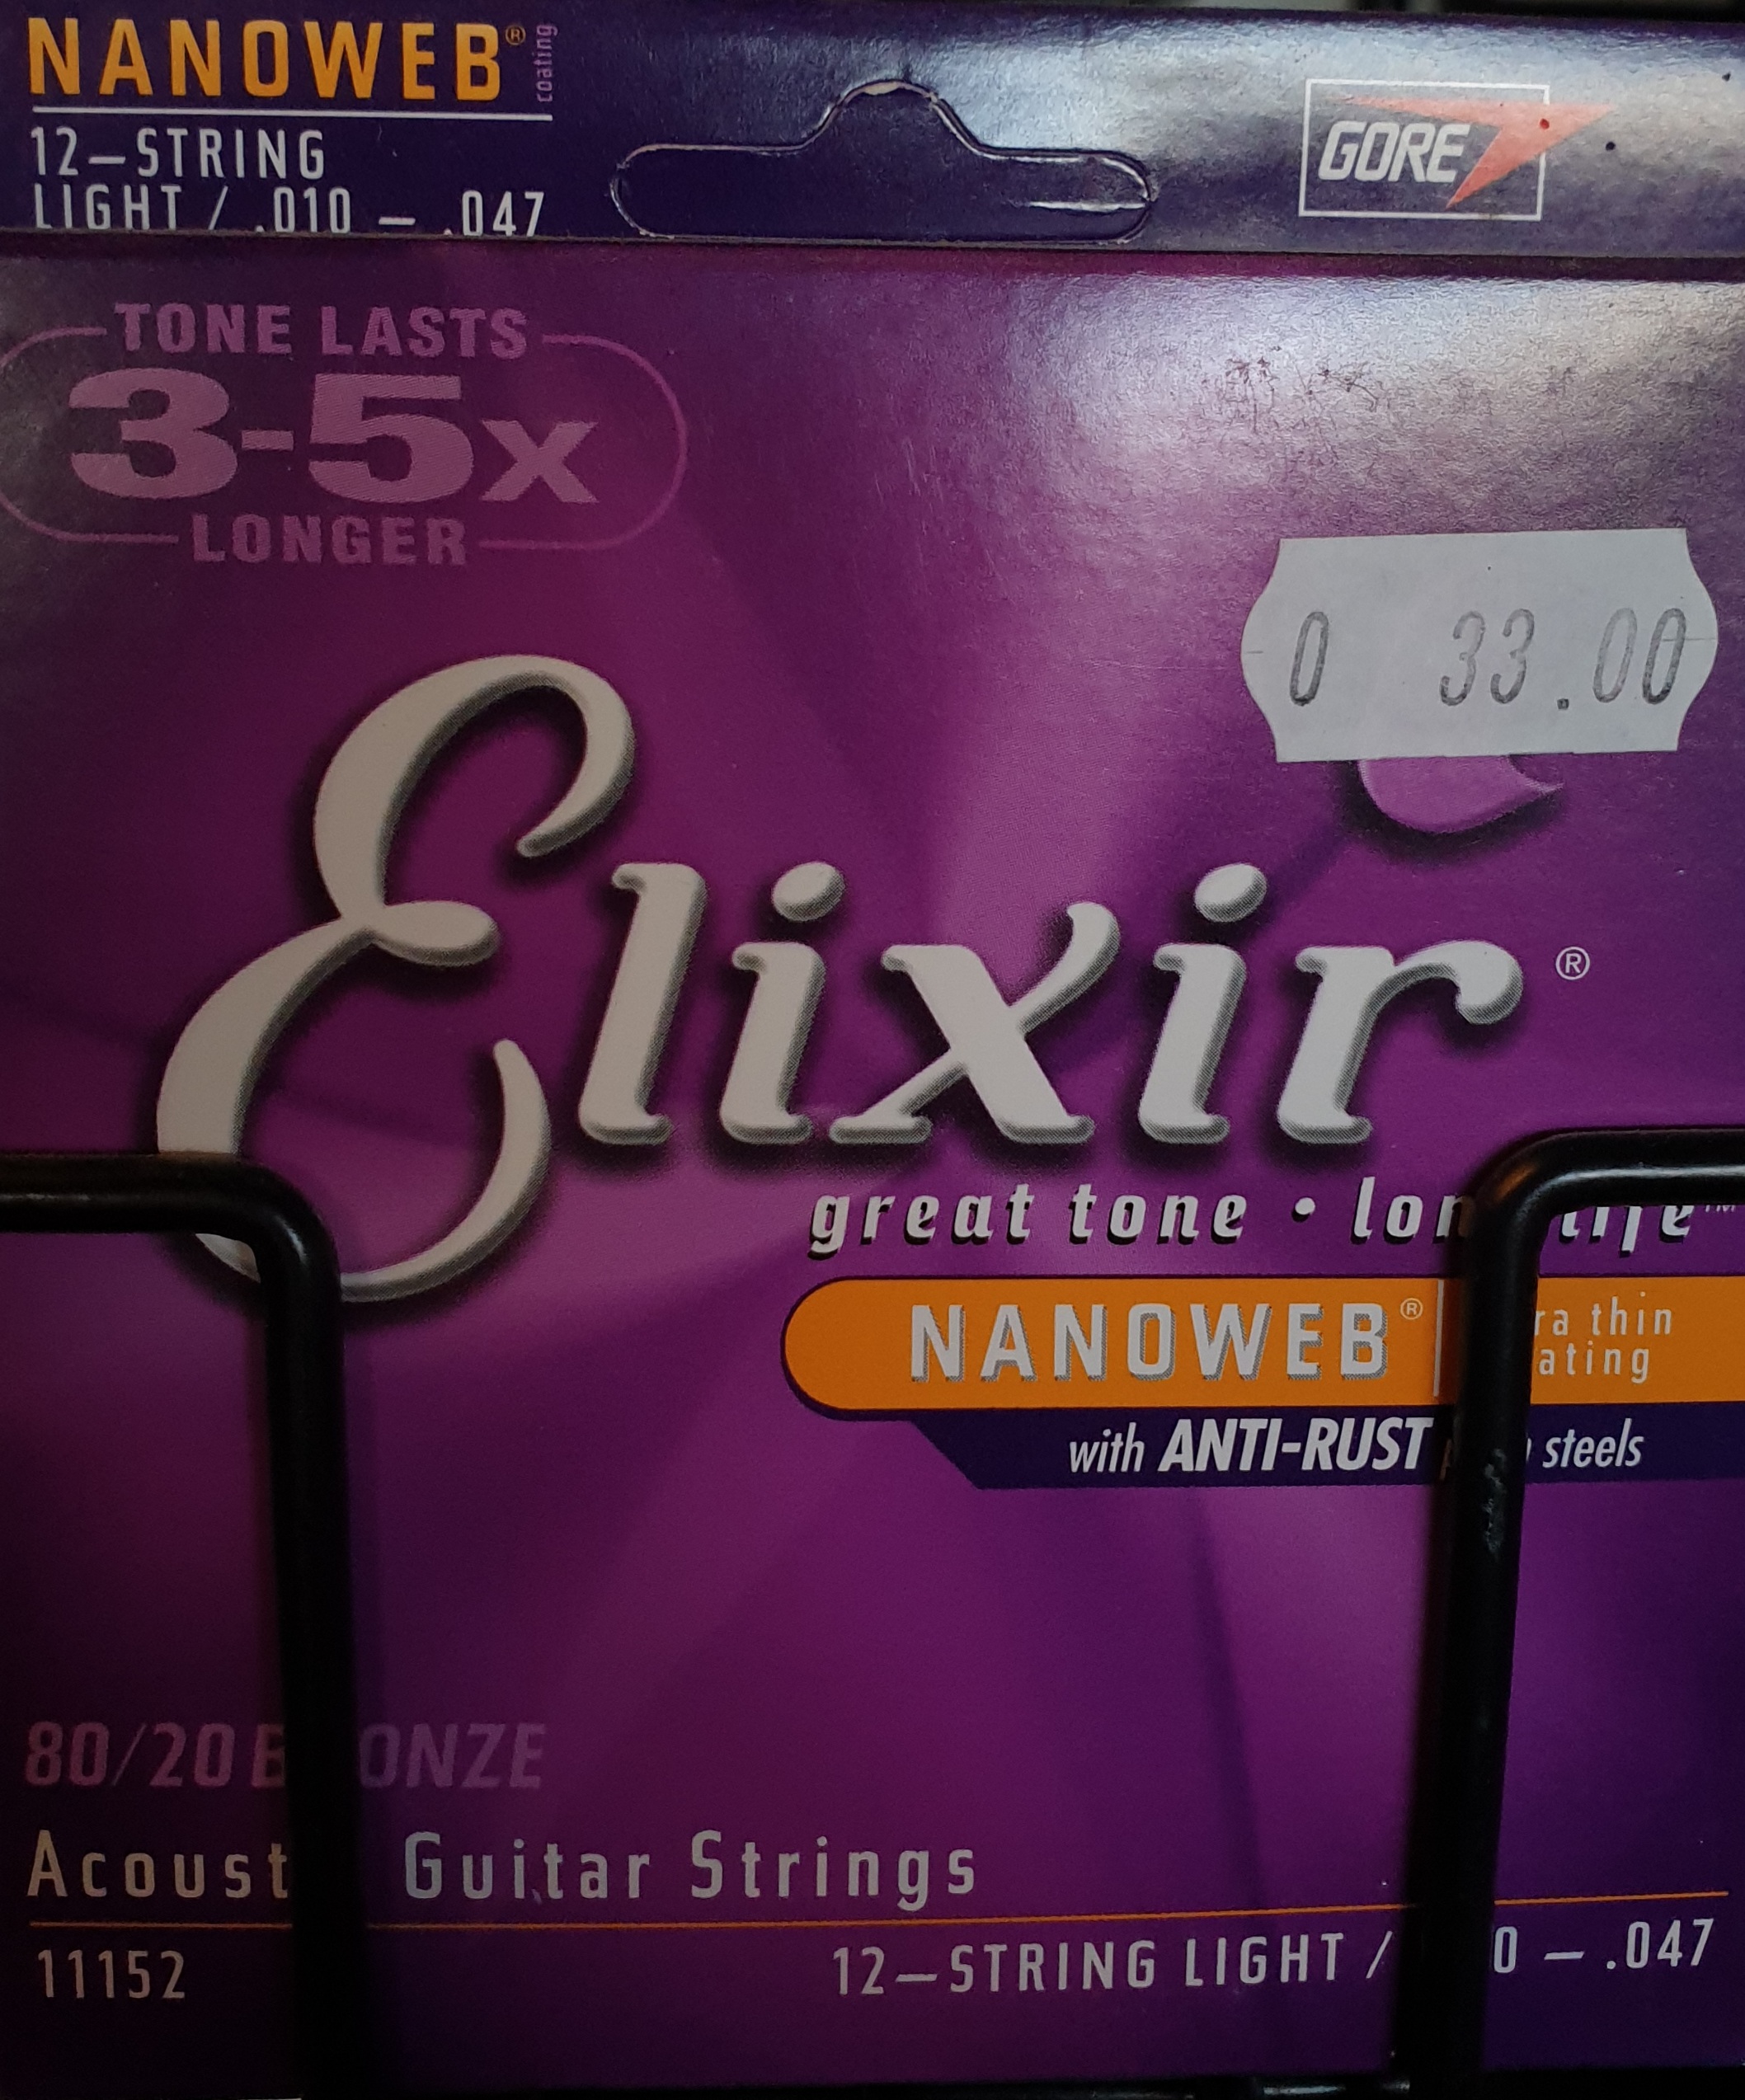 NANOWEB® coating
12–STRING
LIGHT / .010 – .047
GORE
TONE LASTS
3-5x
LONGER
0 33.00
Elixir®
great tone • lon life™
NANOWEB®
ra thin
ating
with ANTI-RUST steels
80/20 B ONZE
Acoust Guitar Strings
11152
12–STRING LIGHT / 0 – .047